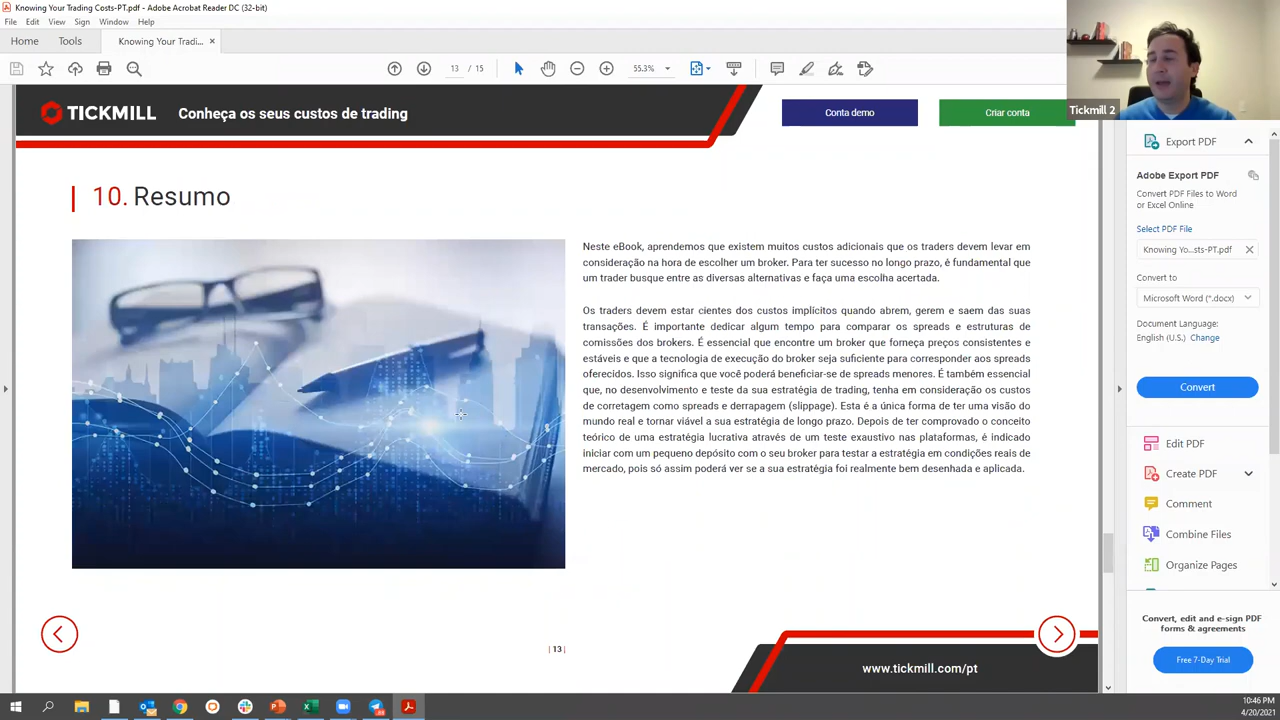 Knowing Your Trading Costs-PT.pdf - Adobe Acrobat Reader DC (32-bit)
File Edit View Sign Window Help
Home Tools Knowing Your Tradi... ×
13 / 15 55.3%
Tickmill 2
TICKMILL Conheça os seus custos de trading
Conta demo
Criar conta
10. Resumo
Neste eBook, aprendemos que existem muitos custos adicionais que os traders devem levar em
consideração na hora de escolher um broker. Para ter sucesso no longo prazo, é fundamental que
um trader busque entre as diversas alternativas e faça uma escolha acertada.
Os traders devem estar cientes dos custos implícitos quando abrem, gerem e saem das suas
transações. É importante dedicar algum tempo para comparar os spreads e estruturas de
comissões dos brokers. É essencial que encontre um broker que forneça preços consistentes e
estáveis e que a tecnologia de execução do broker seja suficiente para corresponder aos spreads
oferecidos. Isso significa que você poderá beneficiar-se de spreads menores. É também essencial
que, no desenvolvimento e teste da sua estratégia de trading, tenha em consideração os custos
de corretagem como spreads e derrapagem (slippage). Esta é a única forma de ter uma visão do
mundo real e tornar viável a sua estratégia de longo prazo. Depois de ter comprovado o conceito
teórico de uma estratégia lucrativa através de um teste exaustivo nas plataformas, é indicado
iniciar com um pequeno depósito com o seu broker para testar a estratégia em condições reais de
mercado, pois só assim poderá ver se a sua estratégia foi realmente bem desenhada e aplicada.
| 13 |
www.tickmill.com/pt
Export PDF
Adobe Export PDF
Convert PDF Files to Word
or Excel Online
Select PDF File
Knowing Yo...sts-PT.pdf
Convert to
Microsoft Word (*.docx)
Document Language:
English (U.S.) Change
Convert
Edit PDF
Create PDF
Comment
Combine Files
Organize Pages
Convert, edit and e-sign PDF
forms & agreements
Free 7-Day Trial
10:46 PM
4/20/2021